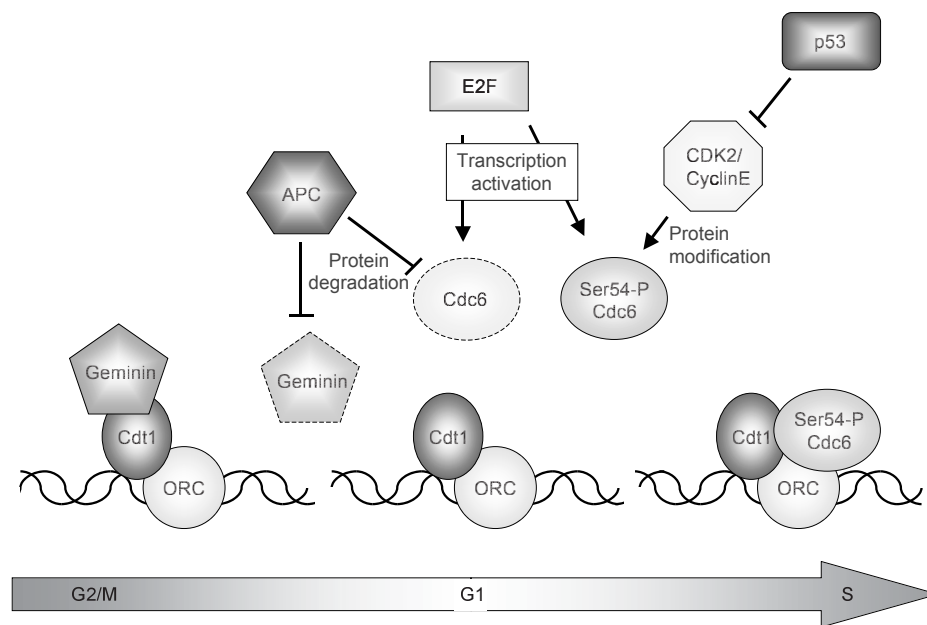 p53
E2F
CDK2/
CyclinE
Transcription
activation
APC
Protein
modification
Protein
degradation
Cdc6
Ser54-P
Cdc6
Geminin
Geminin
Cdt1
ORC
Cdt1
ORC
Cdt1
Ser54-P
Cdc6
ORC
G2/M
G1
S